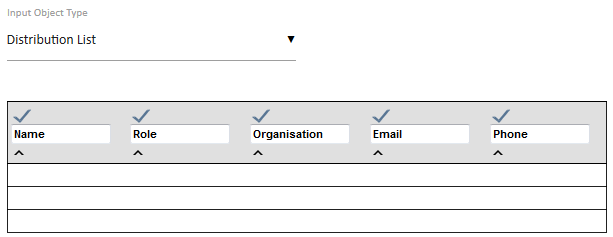 Input Object Type
Distribution List
Name Role Organisation Email Phone